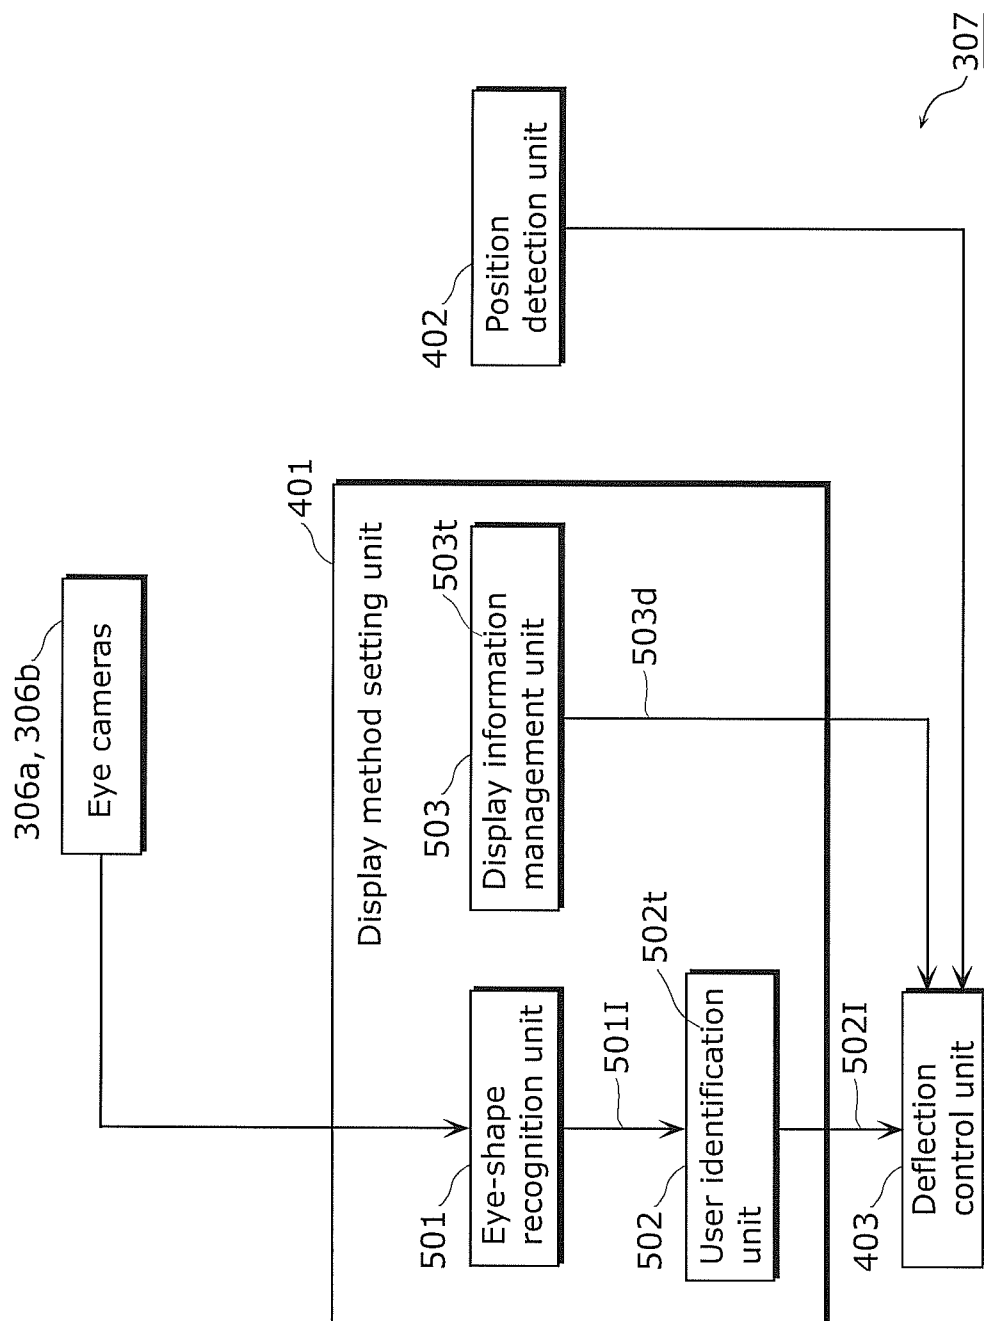 306a, 306b
Eye cameras
401
Display method setting unit
501
Eye-shape
recognition unit
503
503t
Display information
management unit
402
Position
detection unit
501I
502
502t
User identification
unit
503d
502I
403
Deflection
control unit
307